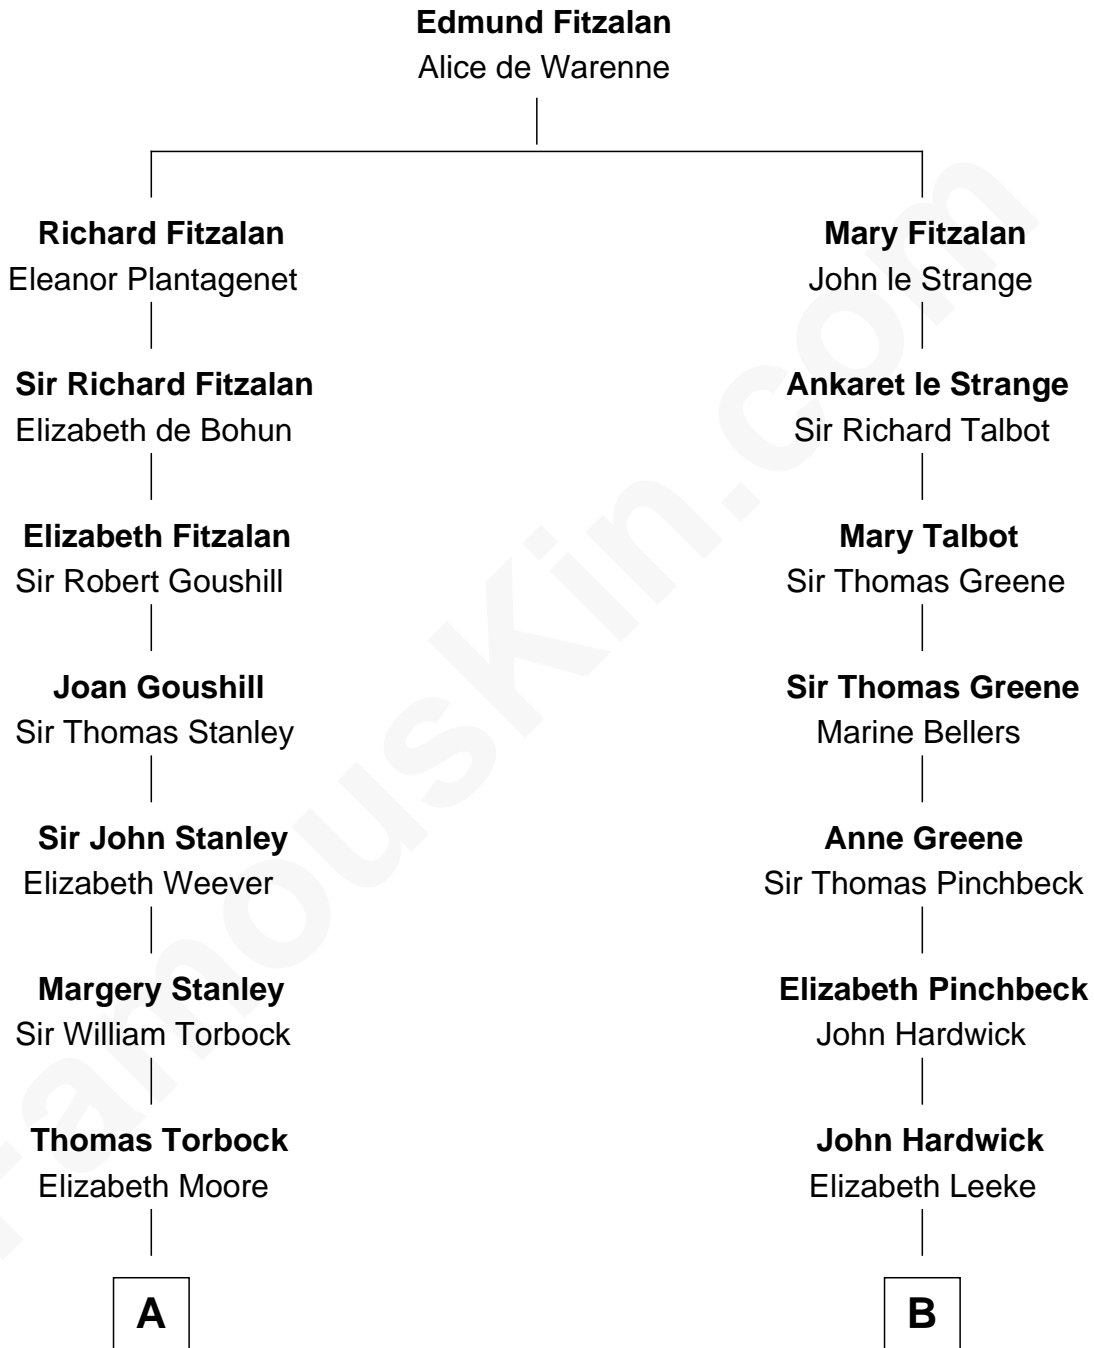 Edmund Fitzalan
Alice de Warenne
Richard Fitzalan
Eleanor Plantagenet
Mary Fitzalan
John le Strange
Sir Richard Fitzalan
Elizabeth de Bohun
Ankaret le Strange
Sir Richard Talbot
Elizabeth Fitzalan
Sir Robert Goushill
Mary Talbot
Sir Thomas Greene
Joan Goushill
Sir Thomas Stanley
Sir Thomas Greene
Marine Bellers
Sir John Stanley
Elizabeth Weever
Anne Greene
Sir Thomas Pinchbeck
Margery Stanley
Sir William Torbock
Elizabeth Pinchbeck
John Hardwick
Thomas Torbock
Elizabeth Moore
John Hardwick
Elizabeth Leeke
A
B
FamousKin.com